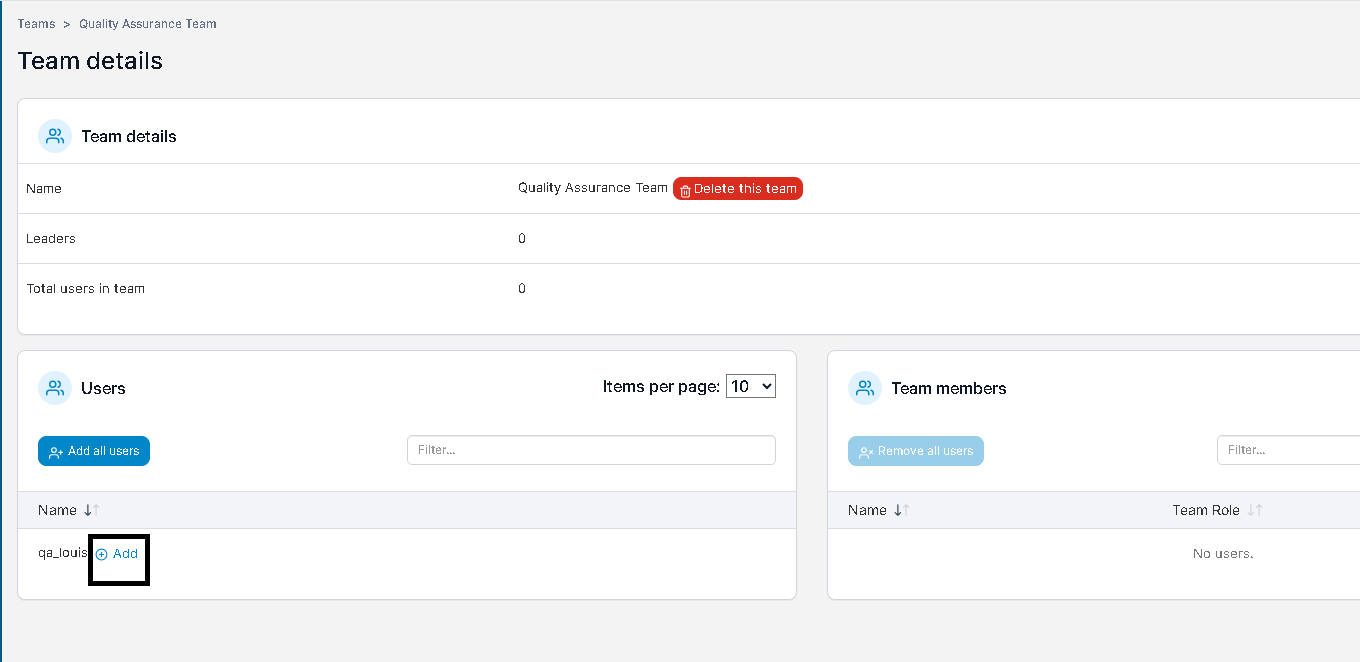 Teams > Quality Assurance Team
Team details
Team details
Name Quality Assurance Team Delete this team
Leaders 0
Total users in team 0
Users Items per page: 10
Add all users Filter...
Name
qa_louis Add
Team members
Remove all users Filter...
Name Team Role
No users.